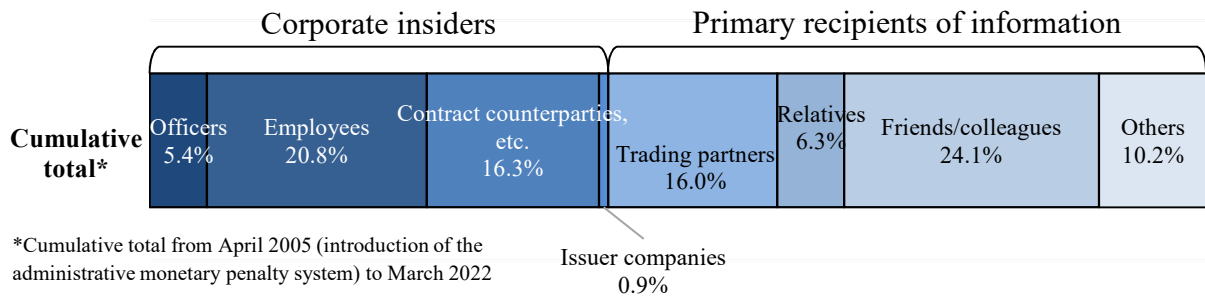 Corporate insiders
Primary recipients of information
Cumulative
total*
Officers
5.4%
Employees
20.8%
Contract counterparties,
etc.
16.3%
Trading partners
16.0%
Relatives
6.3%
Friends/colleagues
24.1%
Others
10.2%
Issuer companies
0.9%
*Cumulative total from April 2005 (introduction of the
administrative monetary penalty system) to March 2022